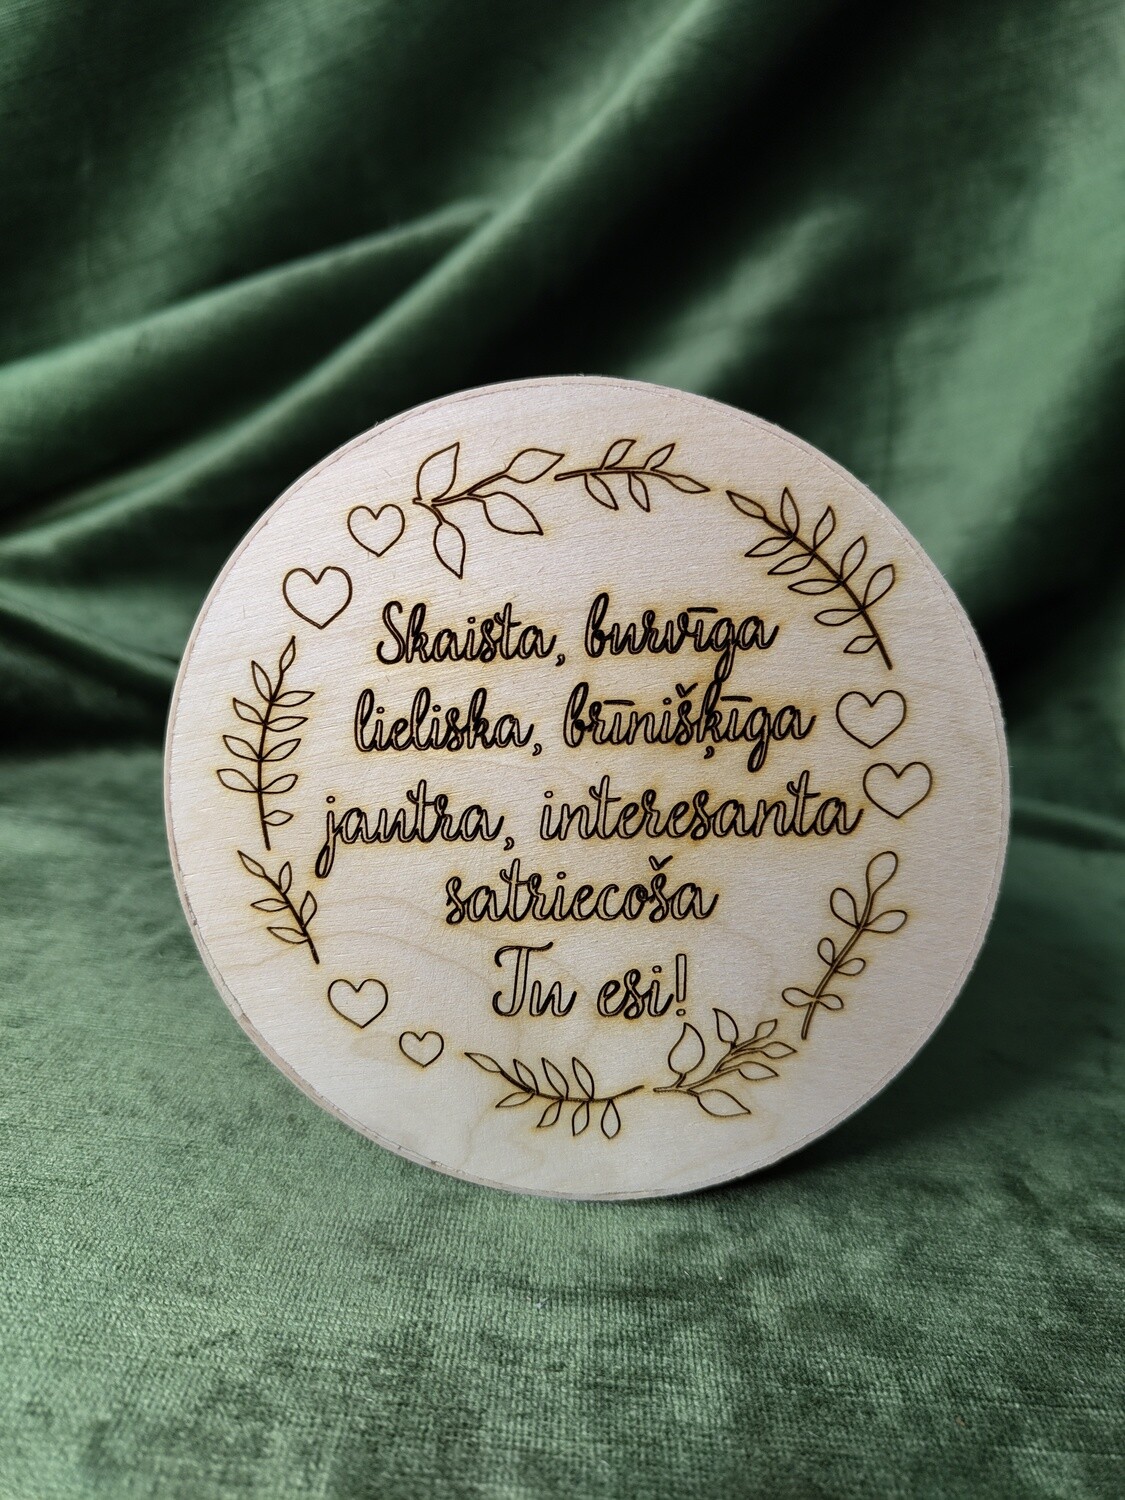 Skaista, burvīga
lieliska, brīnišķīga
jautra, interesanta
satriecoša
Tu esi!